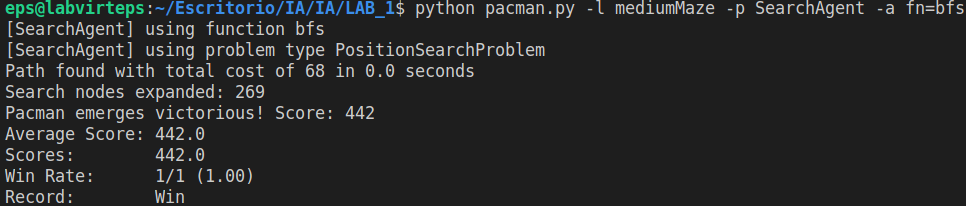 eps@labvirteps:~/Escritorio/IA/IA/LAB_1$ python pacman.py -l mediumMaze -p SearchAgent -a fn=bfs
[SearchAgent] using function bfs
[SearchAgent] using problem type PositionSearchProblem
Path found with total cost of 68 in 0.0 seconds
Search nodes expanded: 269
Pacman emerges victorious! Score: 442
Average Score: 442.0
Scores:        442.0
Win Rate:      1/1 (1.00)
Record:        Win